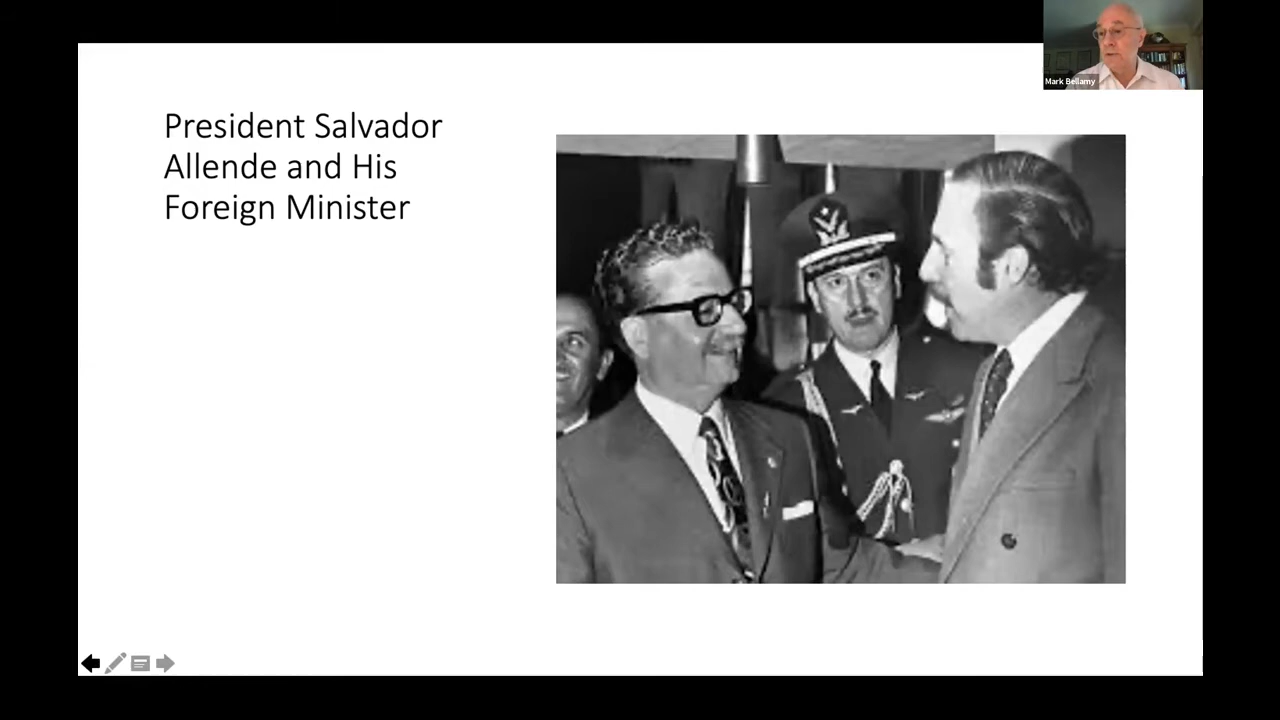 Mark Bellamy
President Salvador
Allende and His
Foreign Minister